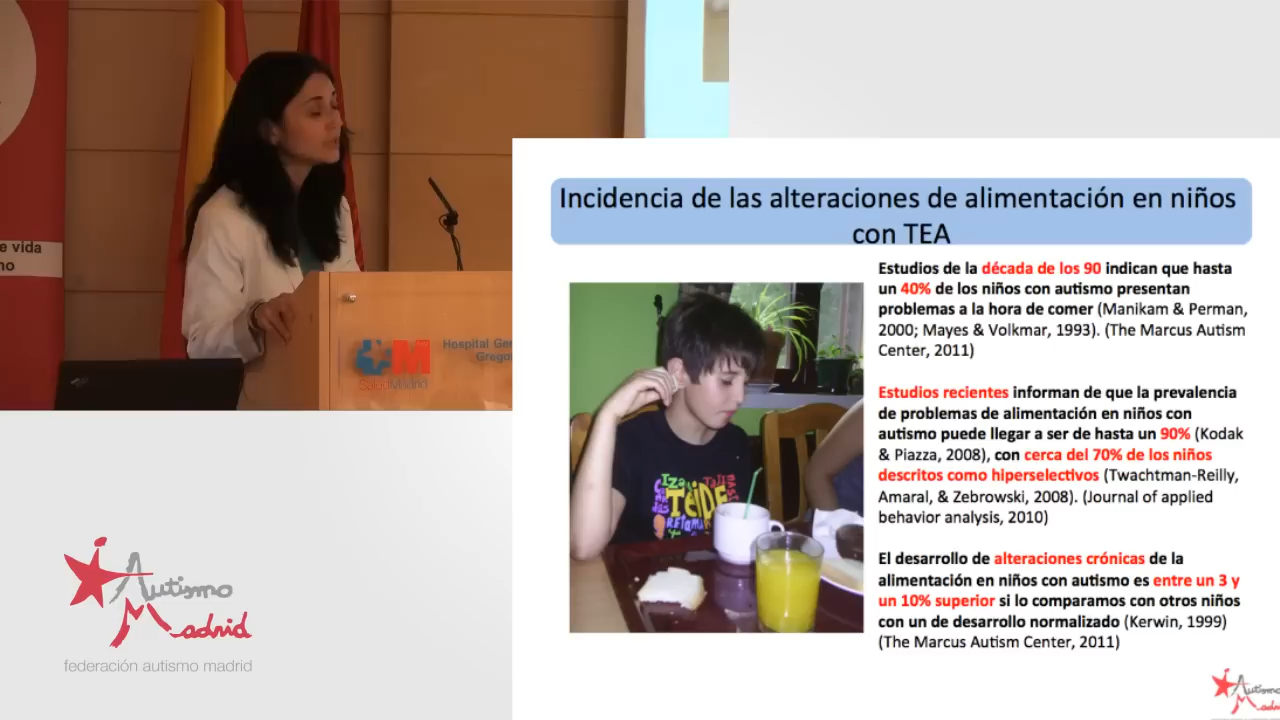 e vida
no
Hospital Gen
Grego
SaludMadrid
Incidencia de las alteraciones de alimentación en niños
con TEA
Estudios de la década de los 90 indican que hasta
un 40% de los niños con autismo presentan
problemas a la hora de comer (Manikam & Perman,
2000; Mayes & Volkmar, 1993). (The Marcus Autism
Center, 2011)
Estudios recientes informan de que la prevalencia
de problemas de alimentación en niños con
autismo puede llegar a ser de hasta un 90% (Kodak
& Piazza, 2008), con cerca del 70% de los niños
descritos como hiperselectivos (Twachtman-Reilly,
Amaral, & Zebrowski, 2008). (Journal of applied
behavior analysis, 2010)
El desarrollo de alteraciones crónicas de la
alimentación en niños con autismo es entre un 3 y
un 10% superior si lo comparamos con otros niños
con un de desarrollo normalizado (Kerwin, 1999)
(The Marcus Autism Center, 2011)
TEIDE
Autismo
Madrid
federación autismo madrid
Autismo
Madrid